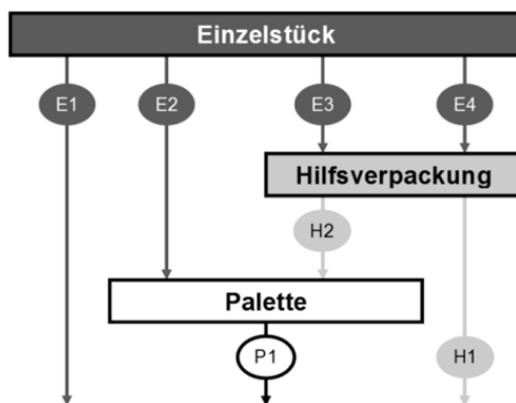 Einzelstück
E1
E2
E3
E4
Hilfsverpackung
H2
Palette
P1
H1